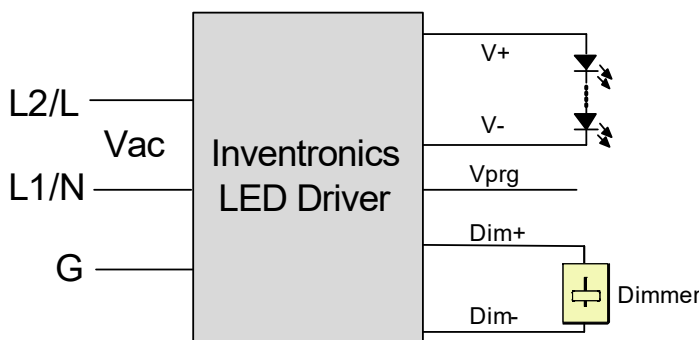 L2/L
Vac
L1/N
G
Inventronics
LED Driver
V+
V-
Vprg
Dim+
Dim-
Dimmer